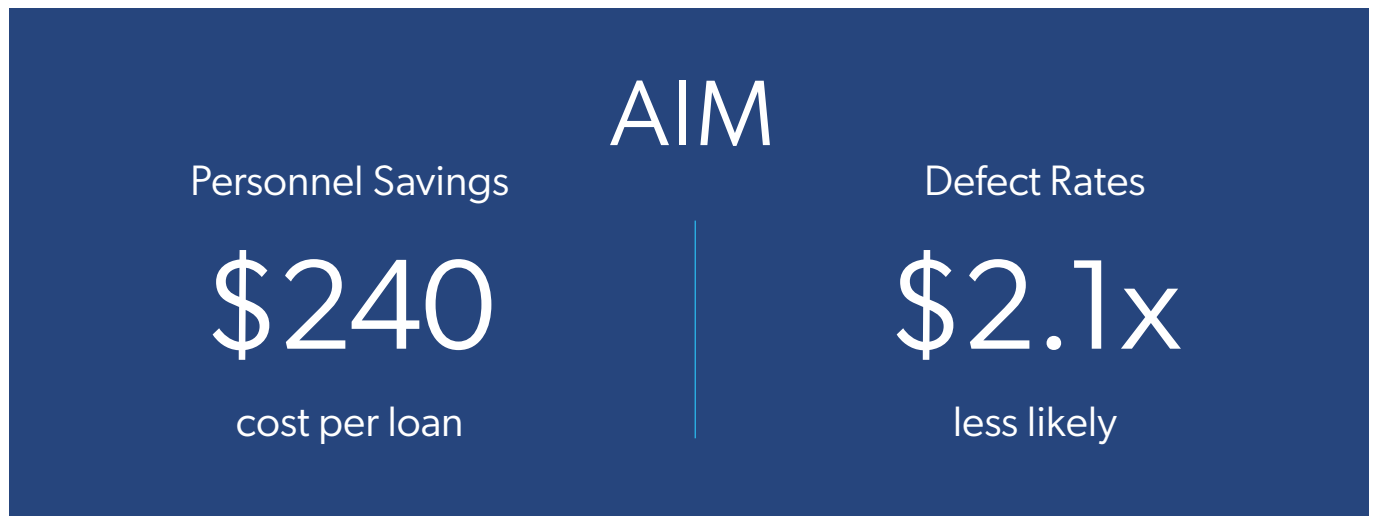 AIM
Personnel Savings
$240
cost per loan
Defect Rates
$2.1x
less likely